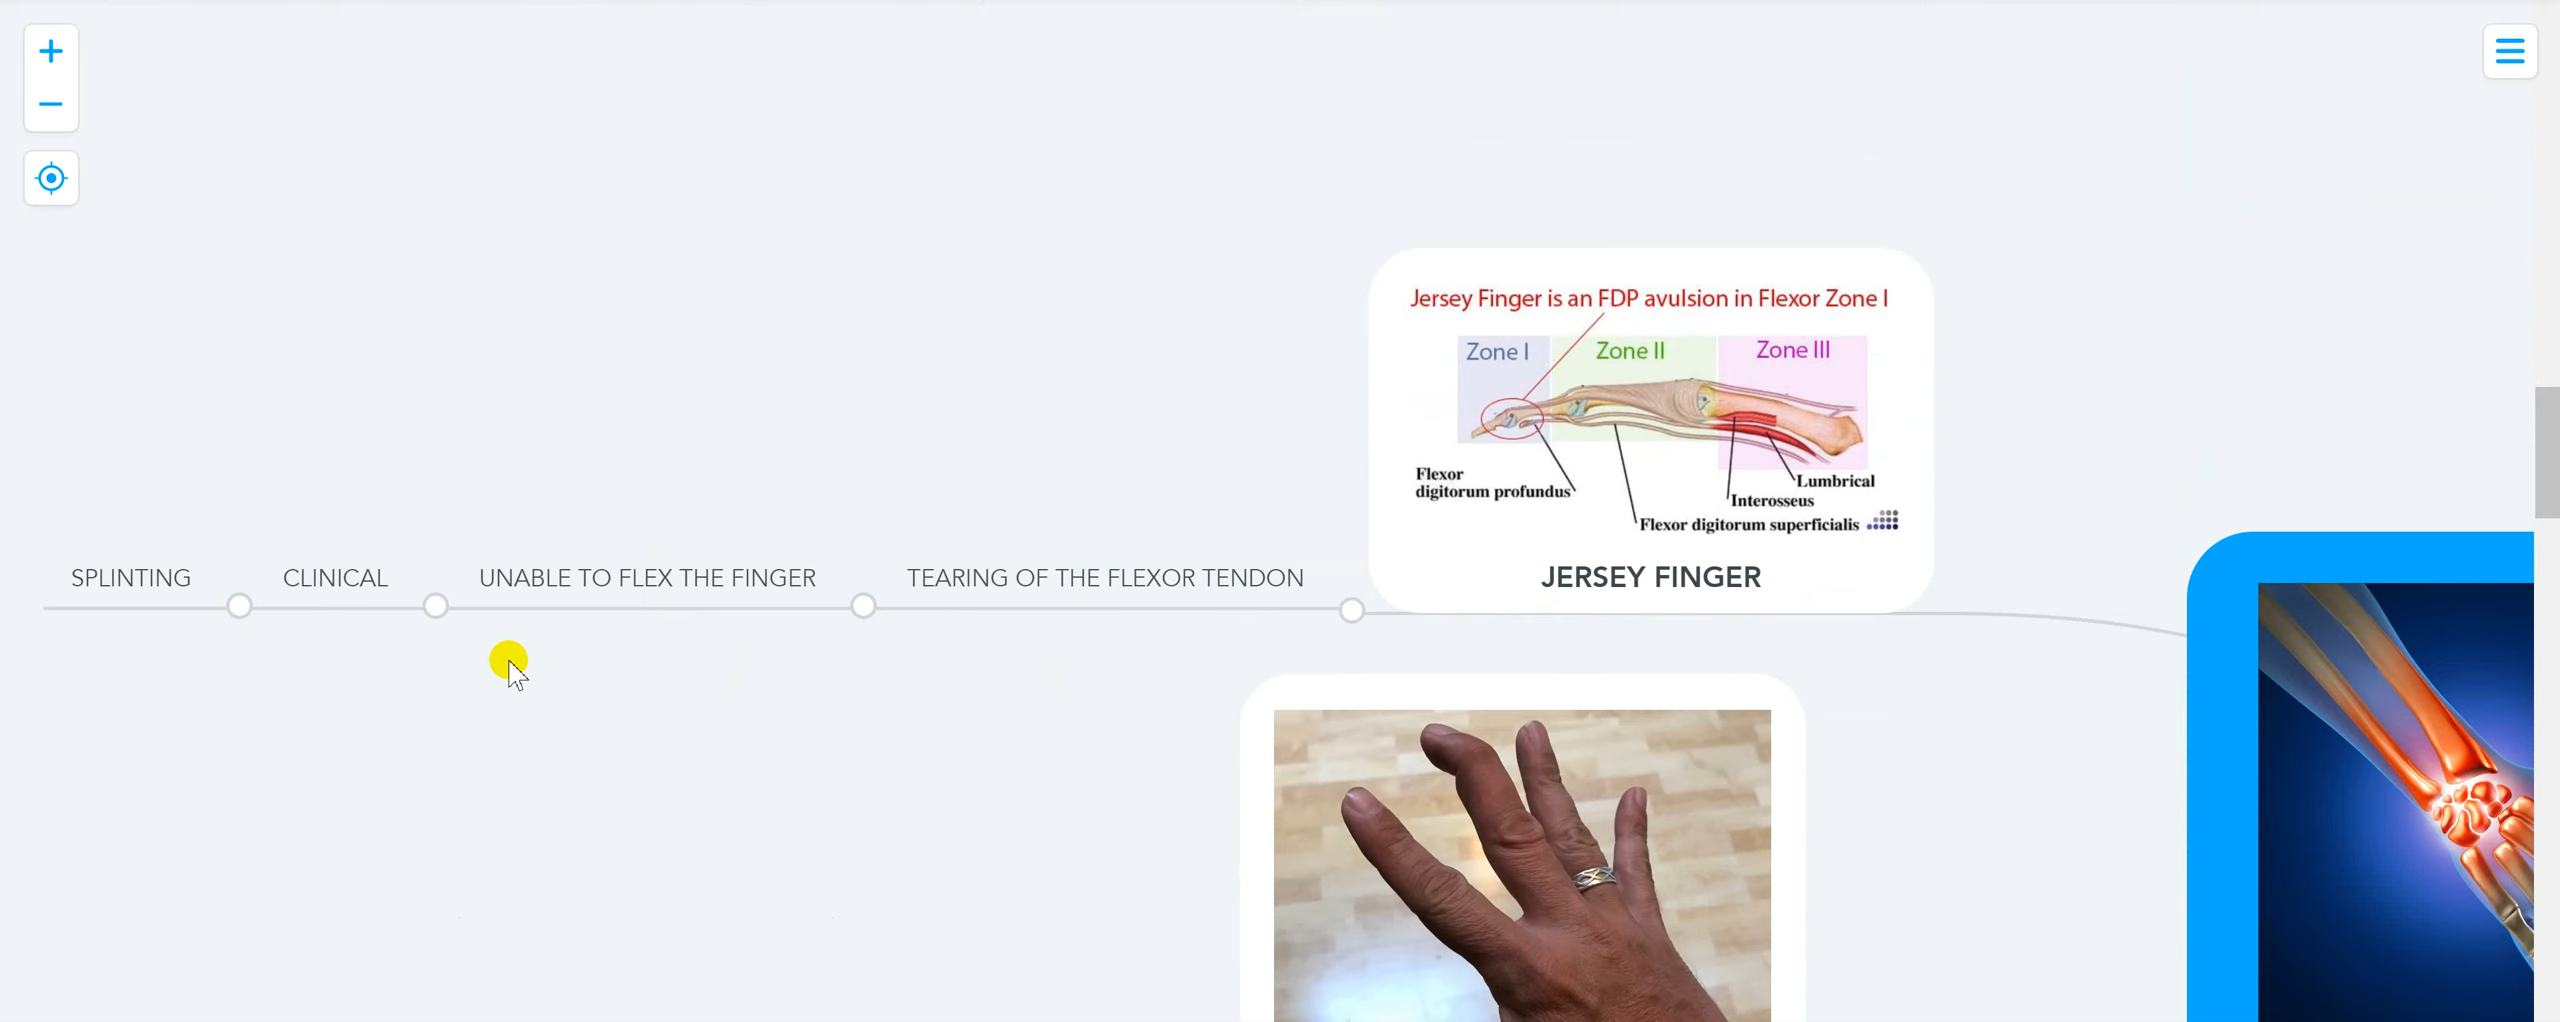 Jersey Finger is an FDP avulsion in Flexor Zone I
Zone I
Zone II
Zone III
Flexor
digitorum profundus
Lumbrical
Interosseus
Flexor digitorum superficialis
SPLINTING
CLINICAL
UNABLE TO FLEX THE FINGER
TEARING OF THE FLEXOR TENDON
JERSEY FINGER